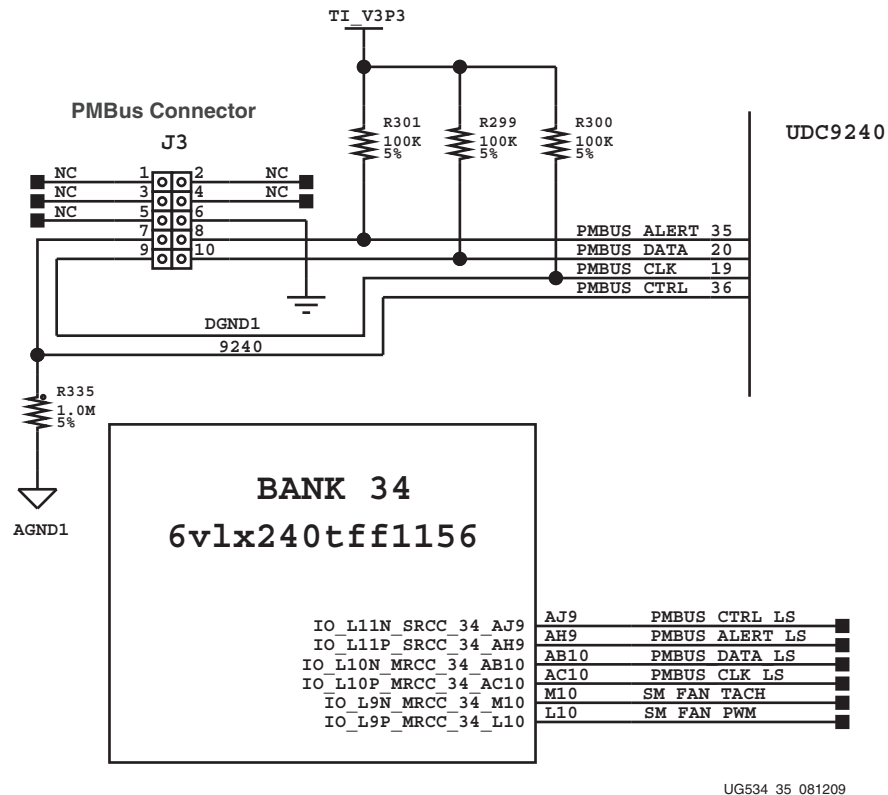 TI_V3P3
PMBus Connector
J3
R301
100K
5%
R299
100K
5%
R300
100K
5%
UDC9240
NC 1 2 NC
NC 3 4 NC
NC 5 6
7 8
9 10
PMBUS ALERT 35
PMBUS DATA 20
PMBUS CLK 19
PMBUS CTRL 36
DGND1
9240
R335
1.0M
5%
AGND1
BANK 34
6vlx240tff1156
IO_L11N_SRCC_34_AJ9 AJ9 PMBUS CTRL LS
IO_L11P_SRCC_34_AH9 AH9 PMBUS ALERT LS
IO_L10N_MRCC_34_AB10 AB10 PMBUS DATA LS
IO_L10P_MRCC_34_AC10 AC10 PMBUS CLK LS
IO_L9N_MRCC_34_M10 M10 SM FAN TACH
IO_L9P_MRCC_34_L10 L10 SM FAN PWM
UG534_35_081209